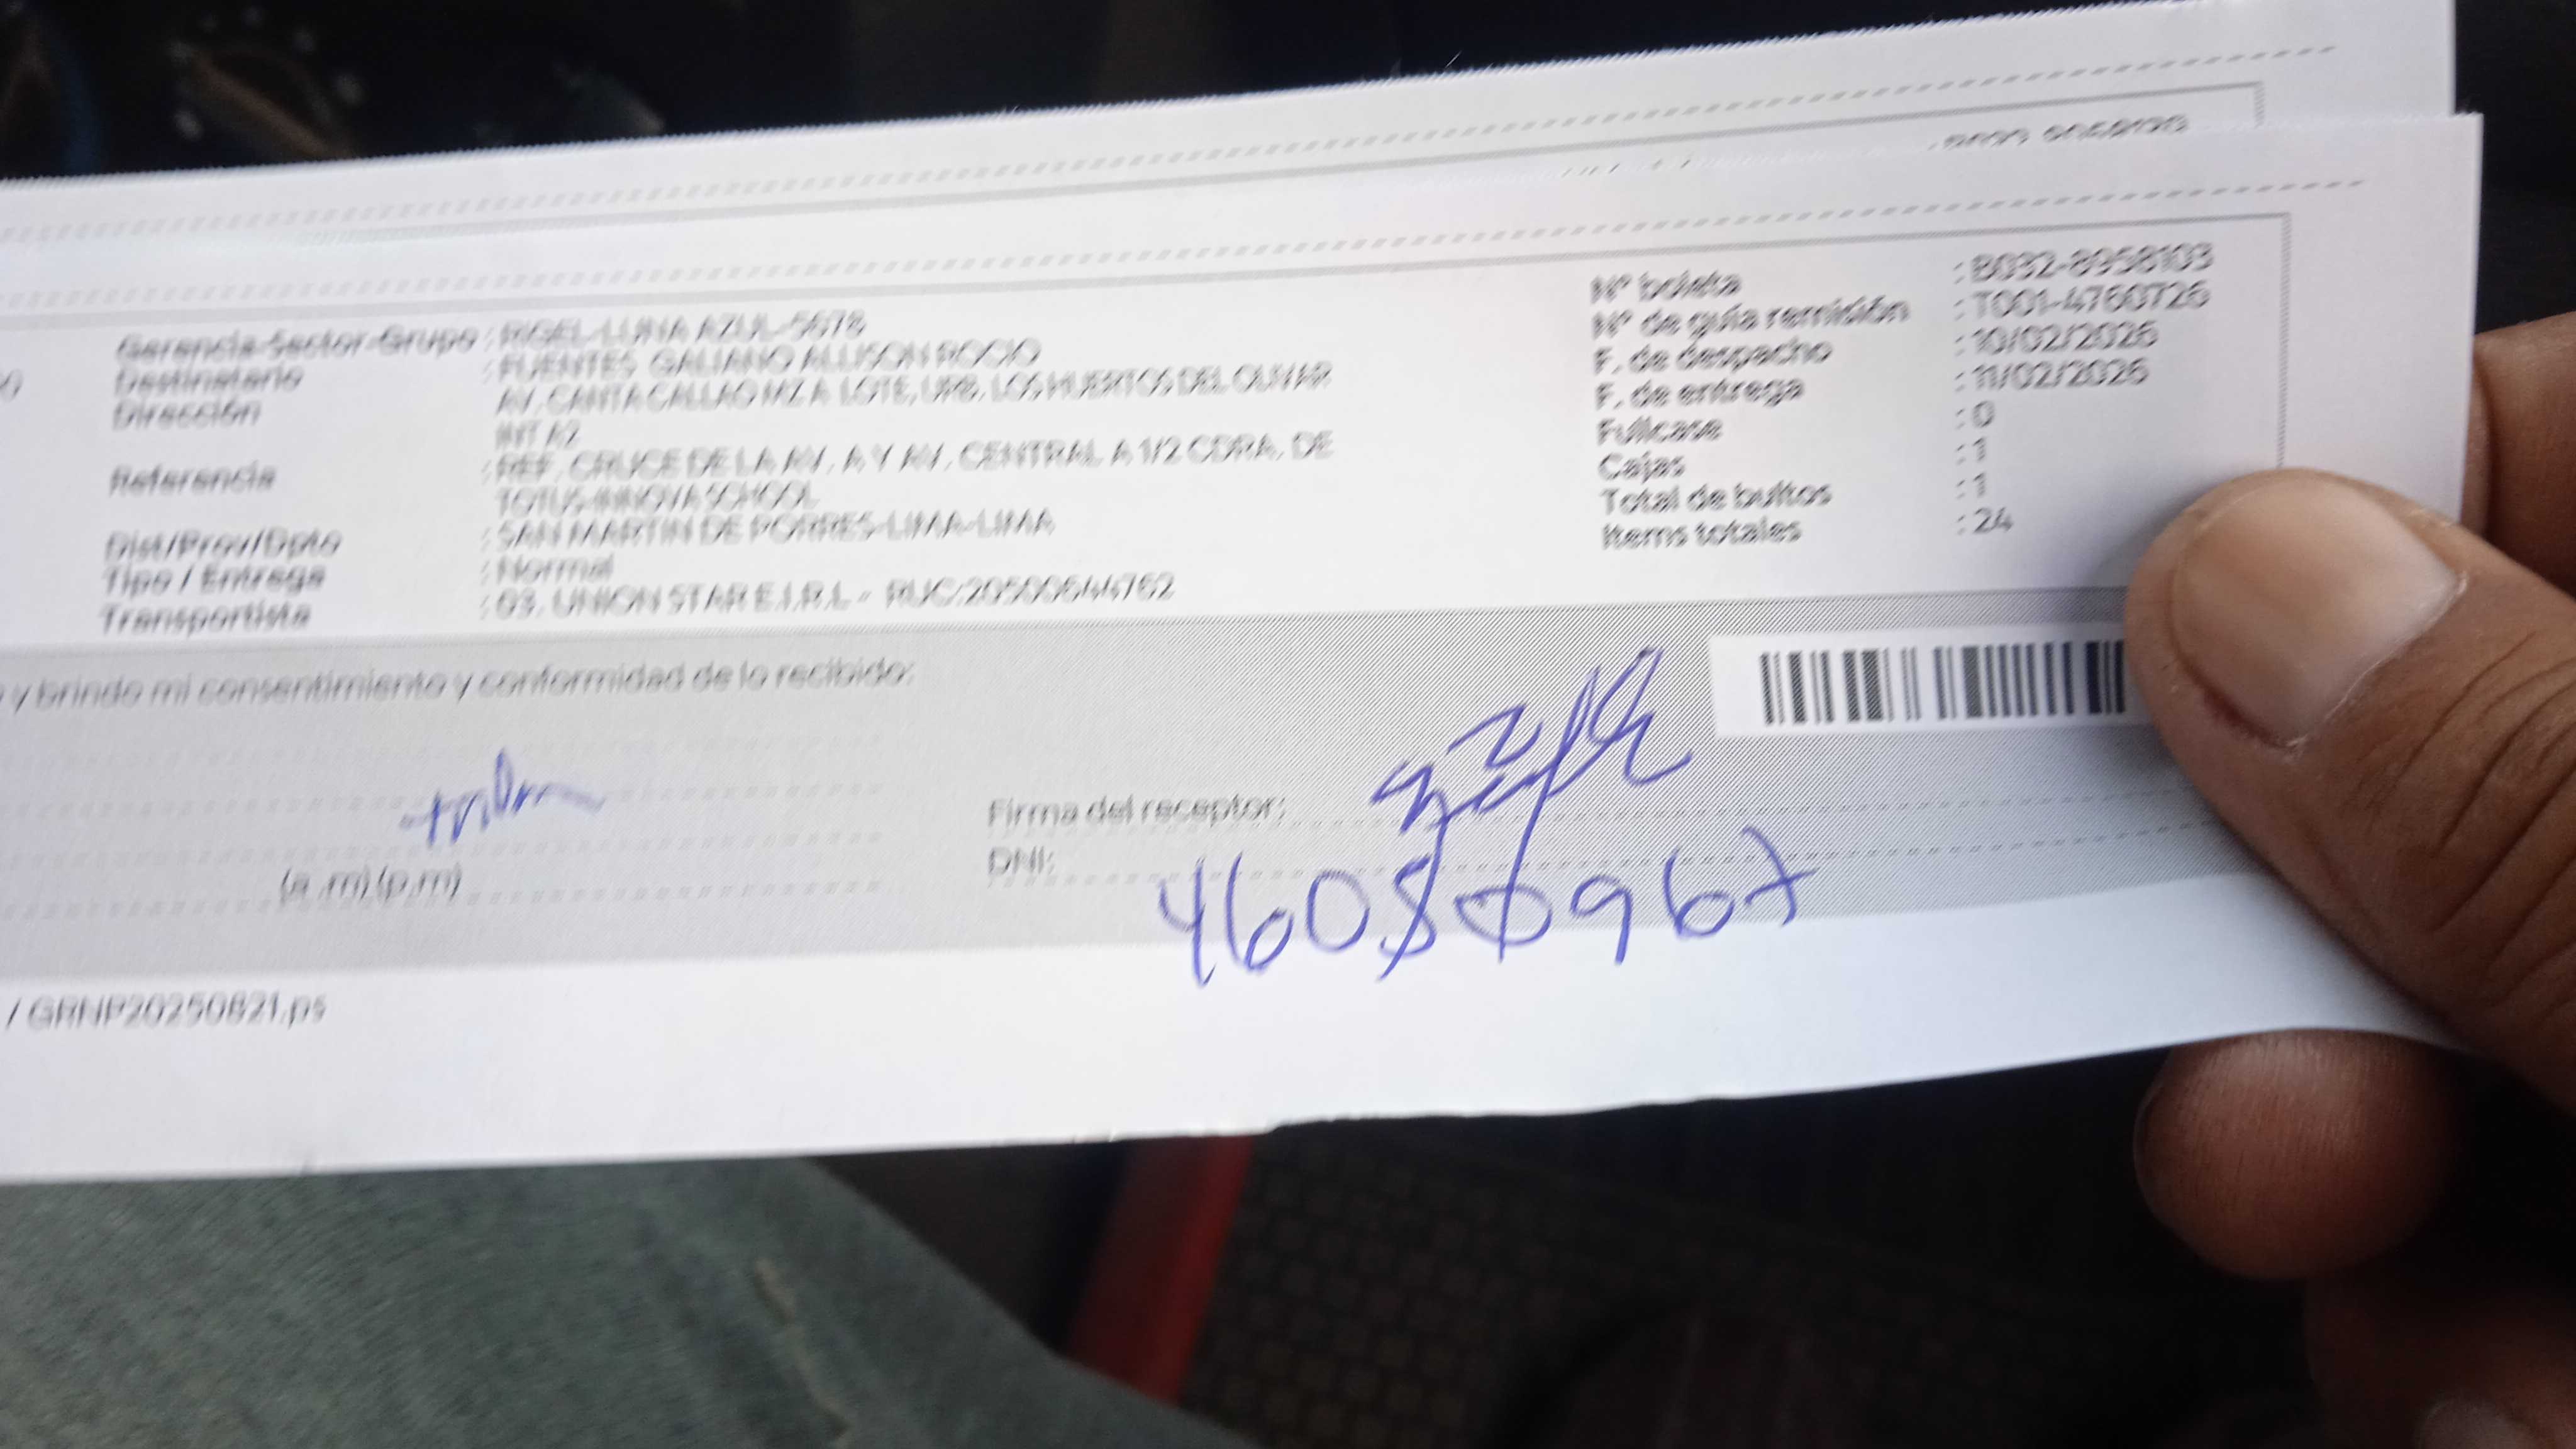 Gerencia-Sector-Grupo : RIGEL-LUNA AZUL-5678
Destinatario : FUENTES GALIANO ALLISON ROCIO
Dirección AV. CANTA CALLAO MZ A LOTE, URB. LOS HUERTOS DEL OLIVAR
INT A2
Referencia : REF. CRUCE DE LA AV. A Y AV. CENTRAL A 1/2 CDRA. DE
TOTUS-INNOVA SCHOOL
Dist/Prov/Dpto : SAN MARTIN DE PORRES-LIMA-LIMA
Tipo / Entrega : Normal
Transportista : 03. UNION STAR E.I.R.L - RUC:20500644762
N° boleta : B032-8958103
N° de guía remisión : T001-4760726
F. de despacho : 10/02/2026
F. de entrega : 11/02/2026
Fullcase : 0
Cajas : 1
Total de bultos : 1
Items totales : 24
y brindo mi consentimiento y conformidad de lo recibido:
(a .m) (p.m)
Firma del receptor:
DNI: 46080967
/ GRNP20250821.ps